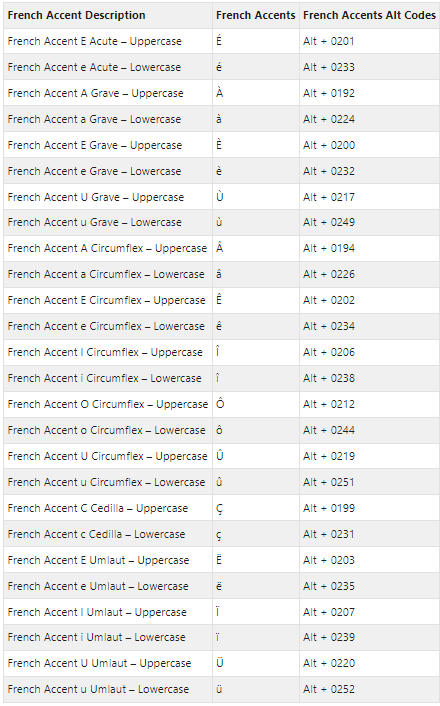 French Accent Description French Accents French Accents Alt Codes
French Accent E Acute – Uppercase É Alt + 0201
French Accent e Acute – Lowercase é Alt + 0233
French Accent A Grave – Uppercase À Alt + 0192
French Accent a Grave – Lowercase à Alt + 0224
French Accent E Grave – Uppercase È Alt + 0200
French Accent e Grave – Lowercase è Alt + 0232
French Accent U Grave – Uppercase Ù Alt + 0217
French Accent u Grave – Lowercase ù Alt + 0249
French Accent A Circumflex – Uppercase Â Alt + 0194
French Accent a Circumflex – Lowercase â Alt + 0226
French Accent E Circumflex – Uppercase Ê Alt + 0202
French Accent e Circumflex – Lowercase ê Alt + 0234
French Accent I Circumflex – Uppercase Î Alt + 0206
French Accent i Circumflex – Lowercase î Alt + 0238
French Accent O Circumflex – Uppercase Ô Alt + 0212
French Accent o Circumflex – Lowercase ô Alt + 0244
French Accent U Circumflex – Uppercase Û Alt + 0219
French Accent u Circumflex – Lowercase û Alt + 0251
French Accent C Cedilla – Uppercase Ç Alt + 0199
French Accent c Cedilla – Lowercase ç Alt + 0231
French Accent E Umlaut – Uppercase Ë Alt + 0203
French Accent e Umlaut – Lowercase ë Alt + 0235
French Accent I Umlaut – Uppercase Ï Alt + 0207
French Accent i Umlaut – Lowercase ï Alt + 0239
French Accent U Umlaut – Uppercase Ü Alt + 0220
French Accent u Umlaut – Lowercase ü Alt + 0252